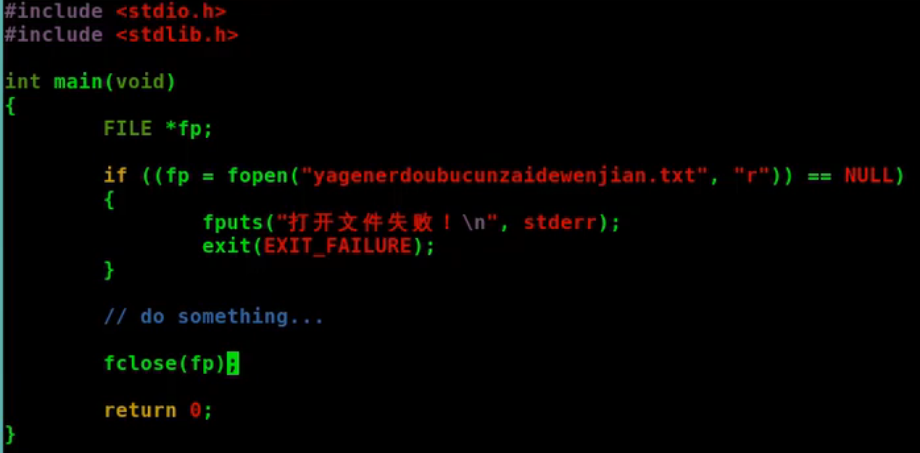 #include <stdio.h>
#include <stdlib.h>
int main(void)
{
FILE *fp;
if ((fp = fopen("yagenerdoubucunzaidewenjian.txt", "r")) == NULL)
{
fputs("打开文件失败！\n", stderr);
exit(EXIT_FAILURE);
}
// do something...
fclose(fp);
return 0;
}